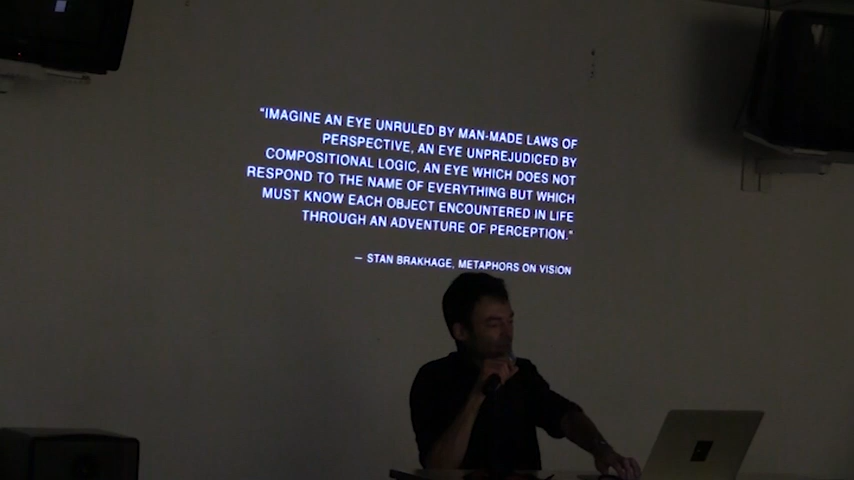 "IMAGINE AN EYE UNRULED BY MAN-MADE LAWS OF
PERSPECTIVE, AN EYE UNPREJUDICED BY
COMPOSITIONAL LOGIC, AN EYE WHICH DOES NOT
RESPOND TO THE NAME OF EVERYTHING BUT WHICH
MUST KNOW EACH OBJECT ENCOUNTERED IN LIFE
THROUGH AN ADVENTURE OF PERCEPTION."
— STAN BRAKHAGE, METAPHORS ON VISION